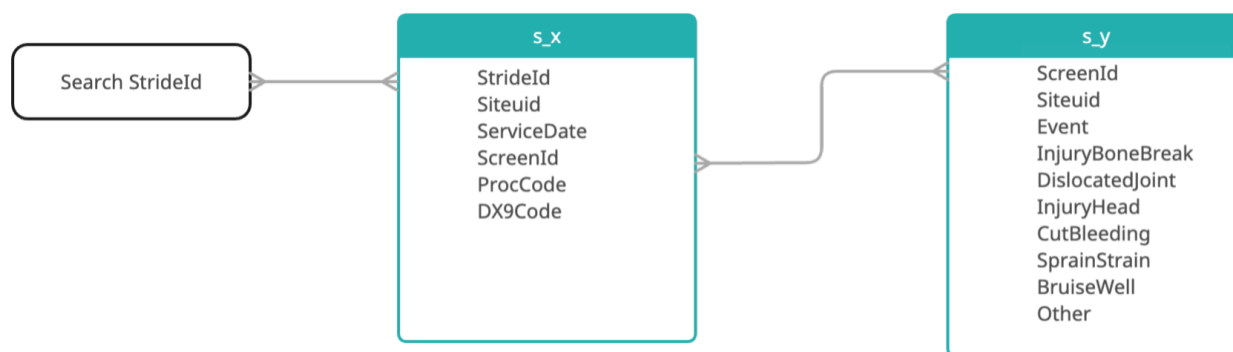 Search StrideId
s_x
StrideId
Siteuid
ServiceDate
ScreenId
ProcCode
DX9Code
s_y
ScreenId
Siteuid
Event
InjuryBoneBreak
DislocatedJoint
InjuryHead
CutBleeding
SprainStrain
BruiseWell
Other